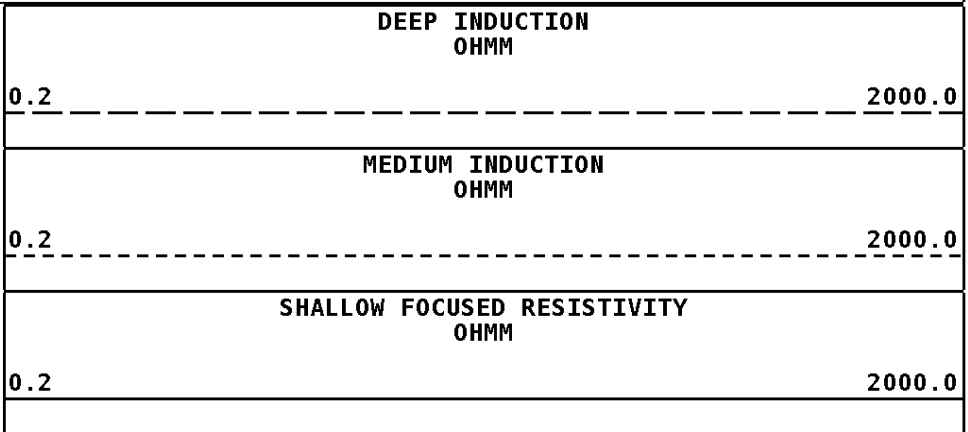 DEEP INDUCTION
OHMM
0.2 2000.0
MEDIUM INDUCTION
OHMM
0.2 2000.0
SHALLOW FOCUSED RESISTIVITY
OHMM
0.2 2000.0